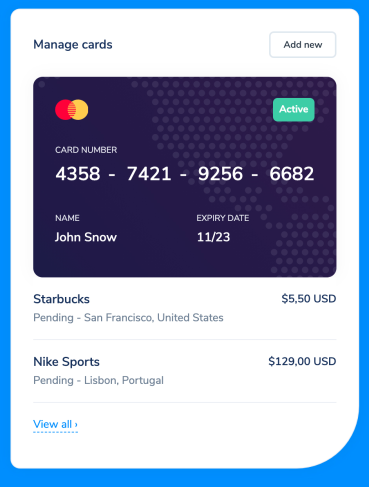 Manage cards
Add new
Active
CARD NUMBER
4358 - 7421 - 9256 - 6682
NAME
EXPIRY DATE
John Snow
11/23
Starbucks
$5,50 USD
Pending - San Francisco, United States
Nike Sports
$129,00 USD
Pending - Lisbon, Portugal
View all ›